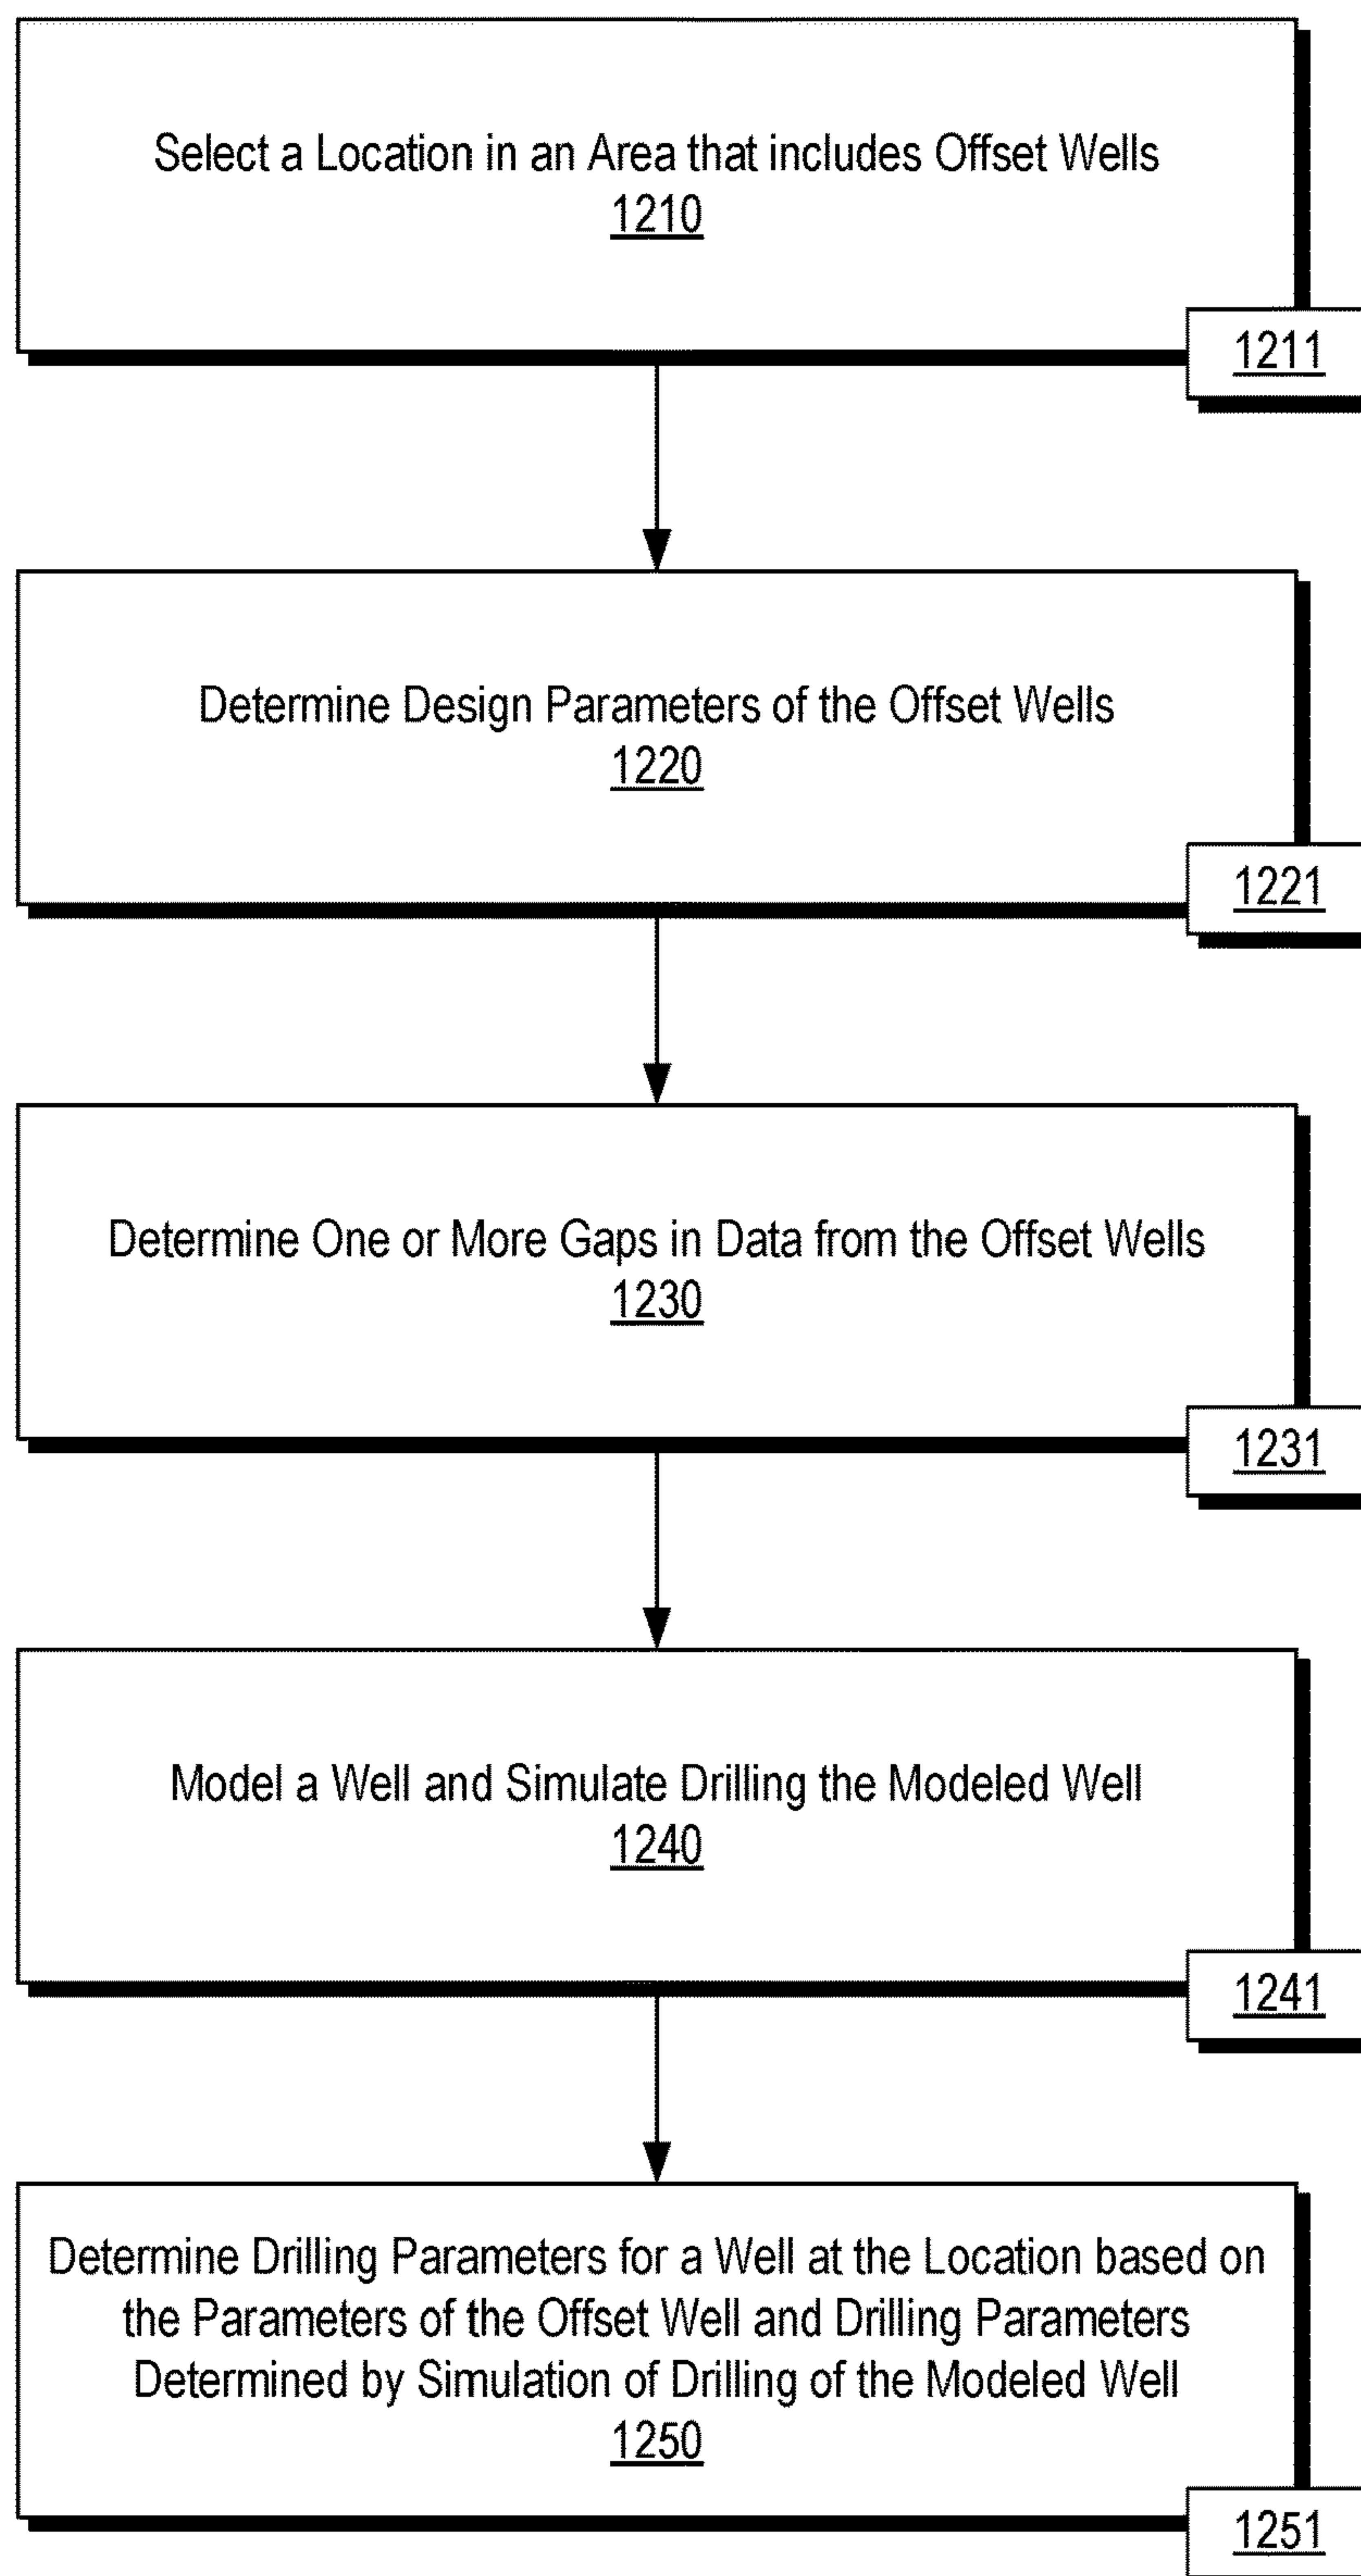 Select a Location in an Area that includes Offset Wells
1210
1211
Determine Design Parameters of the Offset Wells
1220
1221
Determine One or More Gaps in Data from the Offset Wells
1230
1231
Model a Well and Simulate Drilling the Modeled Well
1240
1241
Determine Drilling Parameters for a Well at the Location based on
the Parameters of the Offset Well and Drilling Parameters
Determined by Simulation of Drilling of the Modeled Well
1250
1251